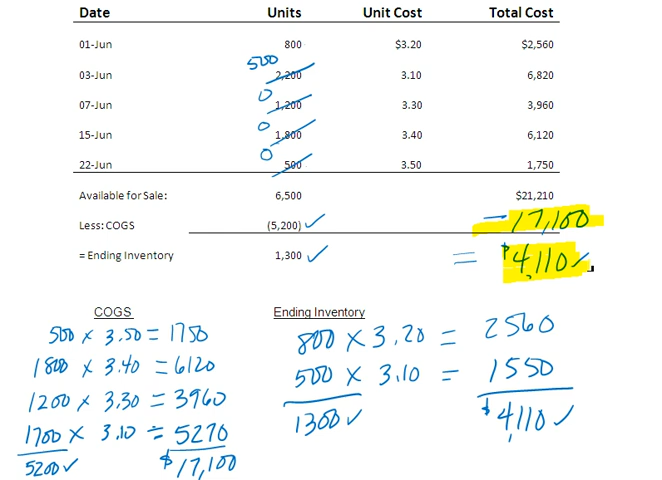 Date Units Unit Cost Total Cost
01-Jun 800 $3.20 $2,560
500
03-Jun 2,200 3.10 6,820
0
07-Jun 1,200 3.30 3,960
0
15-Jun 1,800 3.40 6,120
0
22-Jun 500 3.50 1,750
Available for Sale: 6,500 $21,210
Less: COGS (5,200) ✓ - 17,100
= Ending Inventory 1,300 ✓ = $4,110 ✓
COGS
500 x 3.50 = 1750
1800 x 3.40 = 6120
1200 x 3.30 = 3960
1700 x 3.10 = 5270
5200 ✓ $17,100
Ending Inventory
800 x 3.20 = 2560
500 x 3.10 = 1550
1300 ✓ $4,110 ✓